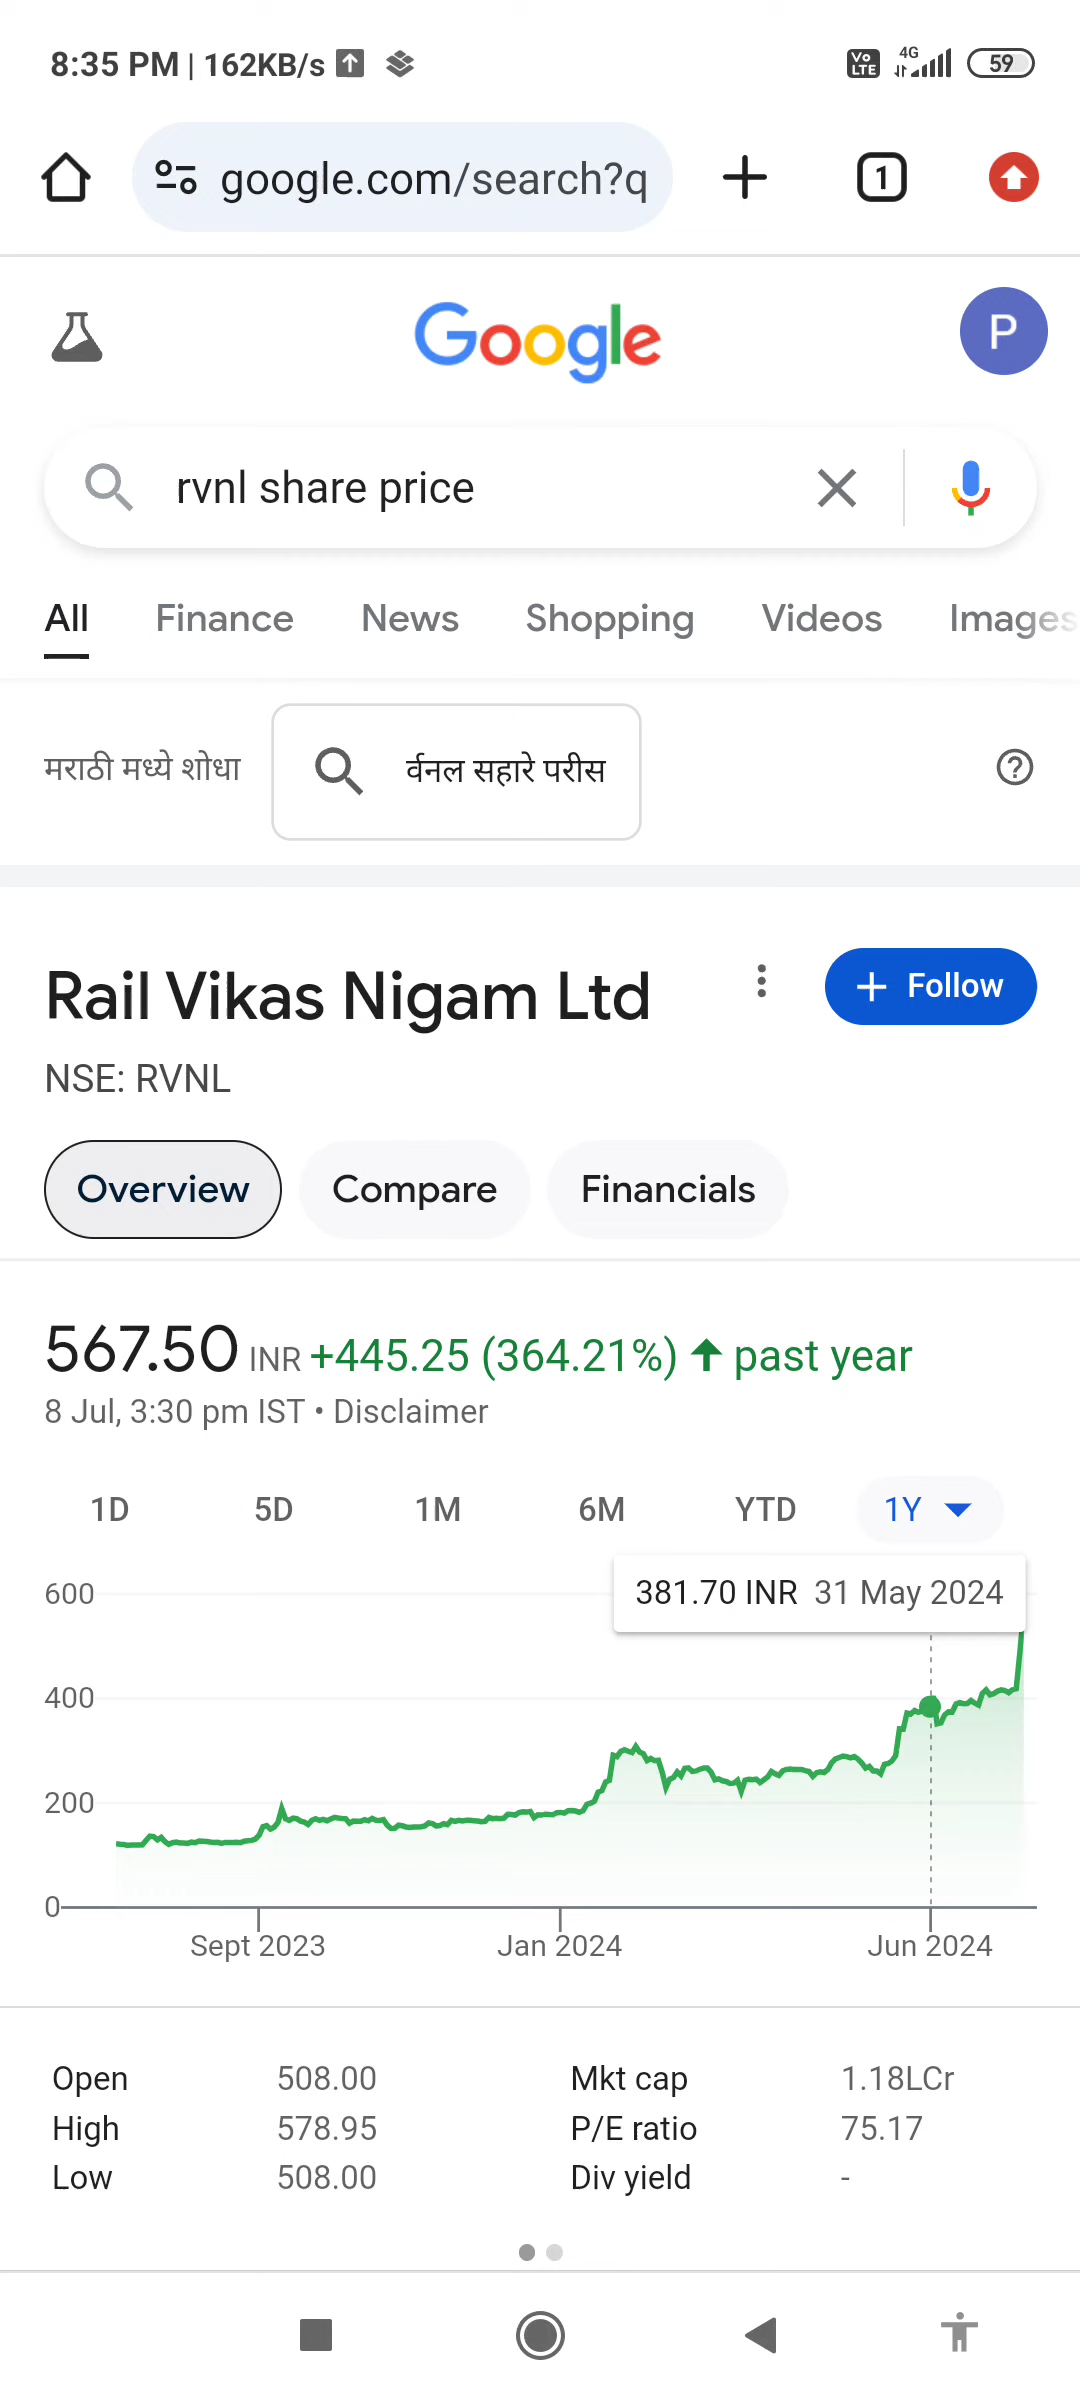 8:35 PM | 162KB/s
Vo LTE 4G 59
google.com/search?q
1
Google
P
rvnl share price
All Finance News Shopping Videos Images
मराठी मध्ये शोधा र्वनल सहारे परीस
Rail Vikas Nigam Ltd
+ Follow
NSE: RVNL
Overview Compare Financials
567.50 INR +445.25 (364.21%) ↑ past year
8 Jul, 3:30 pm IST • Disclaimer
1D 5D 1M 6M YTD 1Y
381.70 INR 31 May 2024
600
400
200
0
Sept 2023 Jan 2024 Jun 2024
Open 508.00 Mkt cap 1.18LCr
High 578.95 P/E ratio 75.17
Low 508.00 Div yield -